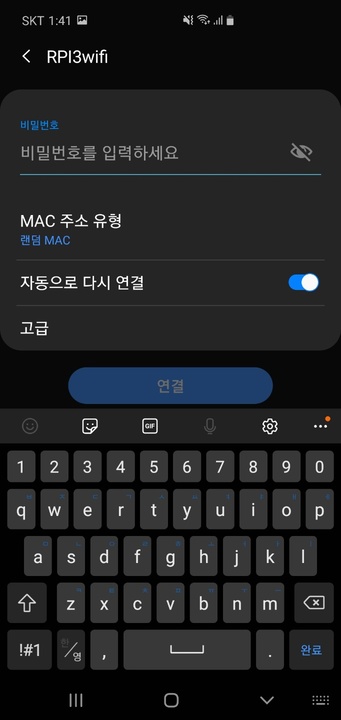 SKT 1:41
RPI3wifi
비밀번호
비밀번호를 입력하세요
MAC 주소 유형
랜덤 MAC
자동으로 다시 연결
고급
연결
GIF
1 2 3 4 5 6 7 8 9 0
q w e r t y u i o p
a s d f g h j k l
z x c v b n m
!#1 한/영 , . 완료